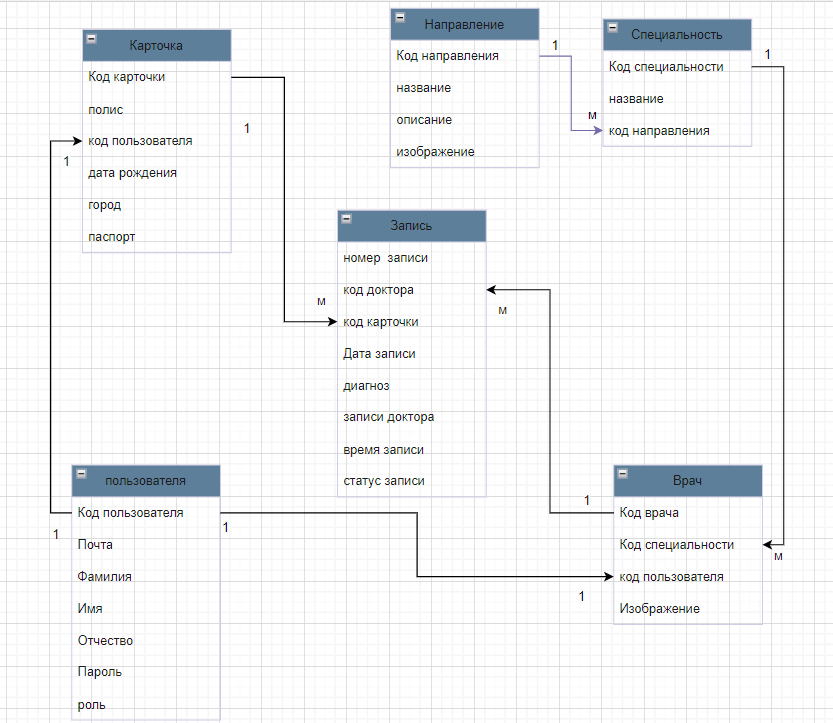 Карточка
Код карточки
полис
код пользователя
дата рождения
город
паспорт
1
1
Направление
Код направления
название
описание
изображение
1
м
Специальность
Код специальности
название
код направления
1
Запись
номер записи
код доктора
код карточки
Дата записи
диагноз
записи доктора
время записи
статус записи
м
м
пользователя
Код пользователя
Почта
Фамилия
Имя
Отчество
Пароль
роль
1
1
Врач
Код врача
Код специальности
код пользователя
Изображение
1
1
м